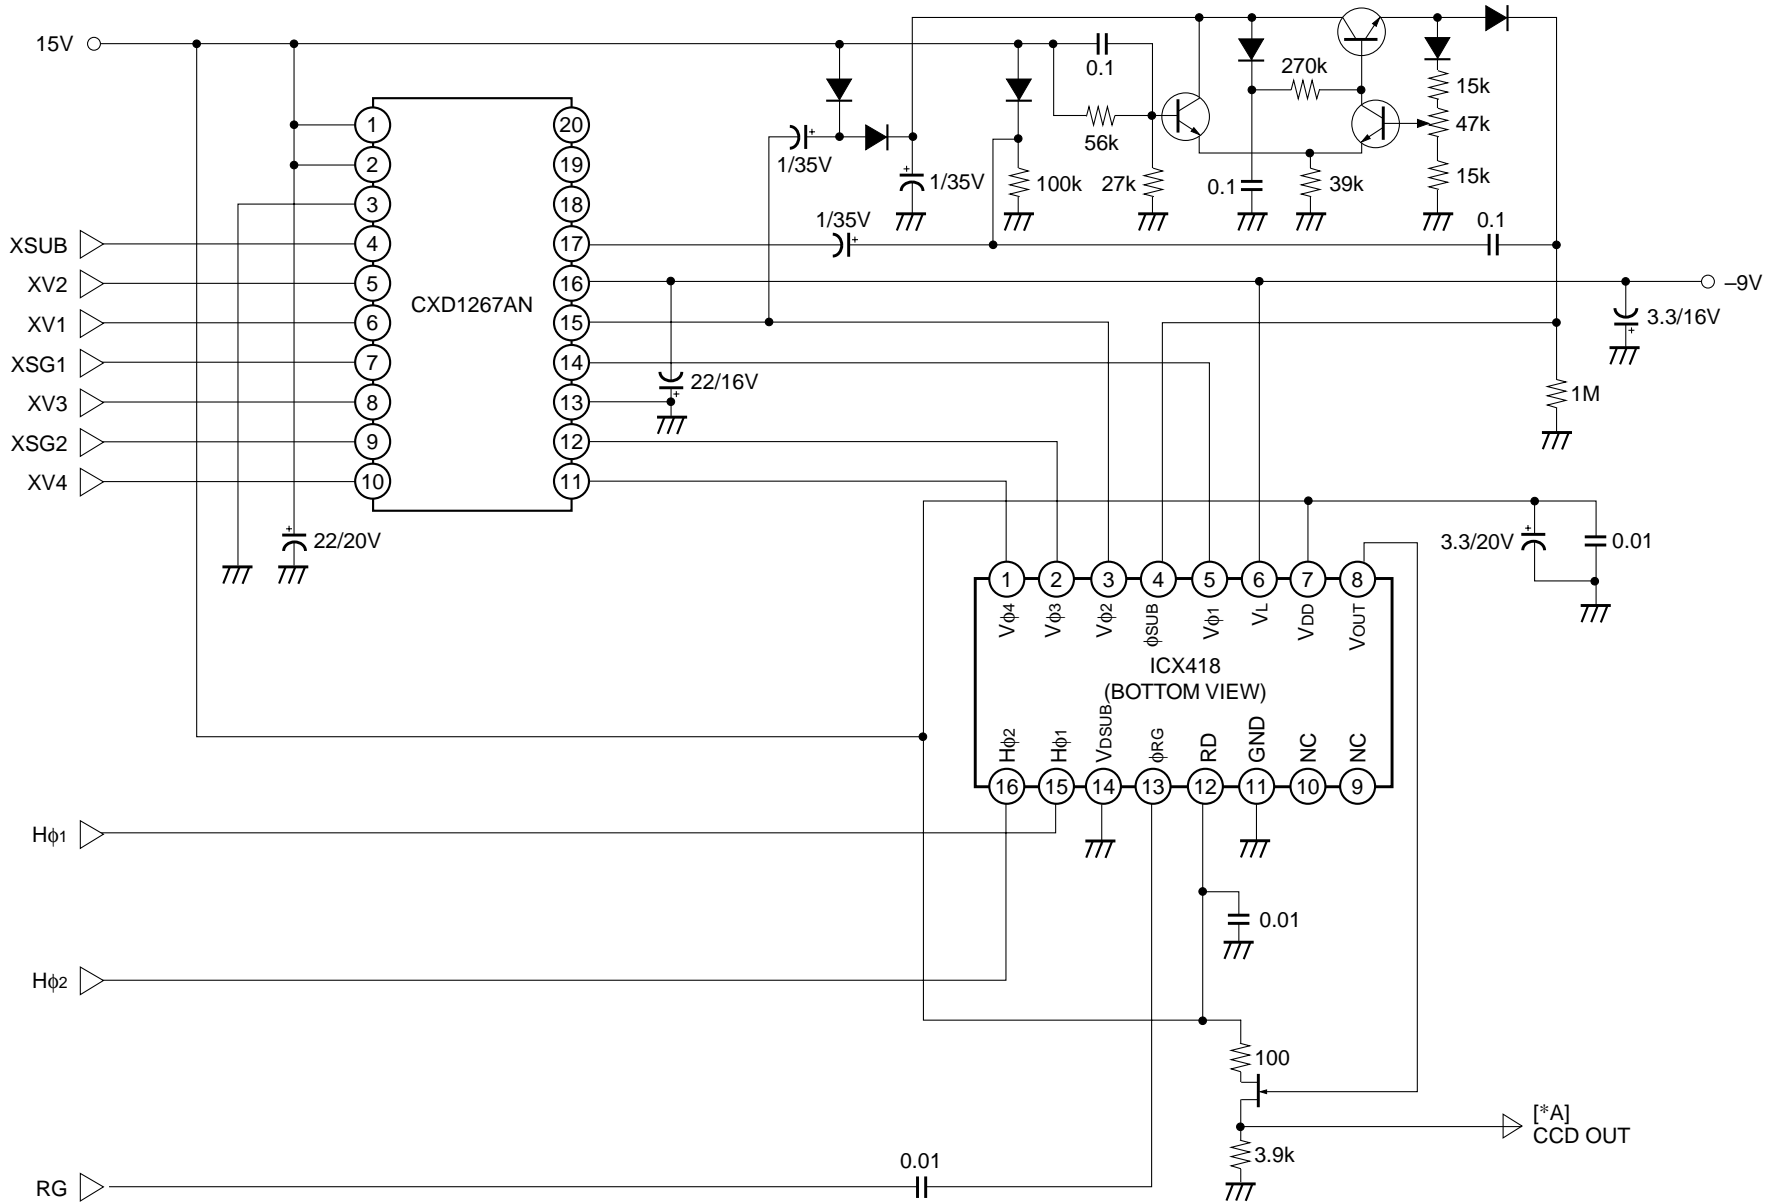 15V
0.1
270k
15k
47k
15k
56k
1/35V
1/35V
100k
27k
0.1
39k
1/35V
0.1
1
2
3
4
5
6
7
8
9
10
20
19
18
17
16
15
14
13
12
11
CXD1267AN
XSUB
XV2
XV1
XSG1
XV3
XSG2
XV4
–9V
3.3/16V
22/16V
1M
22/20V
3.3/20V
0.01
1
2
3
4
5
6
7
8
Vϕ4
Vϕ3
Vϕ2
ϕSUB
Vϕ1
VL
VDD
VOUT
ICX418
(BOTTOM VIEW)
Hϕ2
Hϕ1
VDSUB
ϕRG
RD
GND
NC
NC
16
15
14
13
12
11
10
9
Hϕ1
0.01
Hϕ2
100
[*A]
CCD OUT
3.9k
0.01
RG
+
+
+
+
+
+
+
+